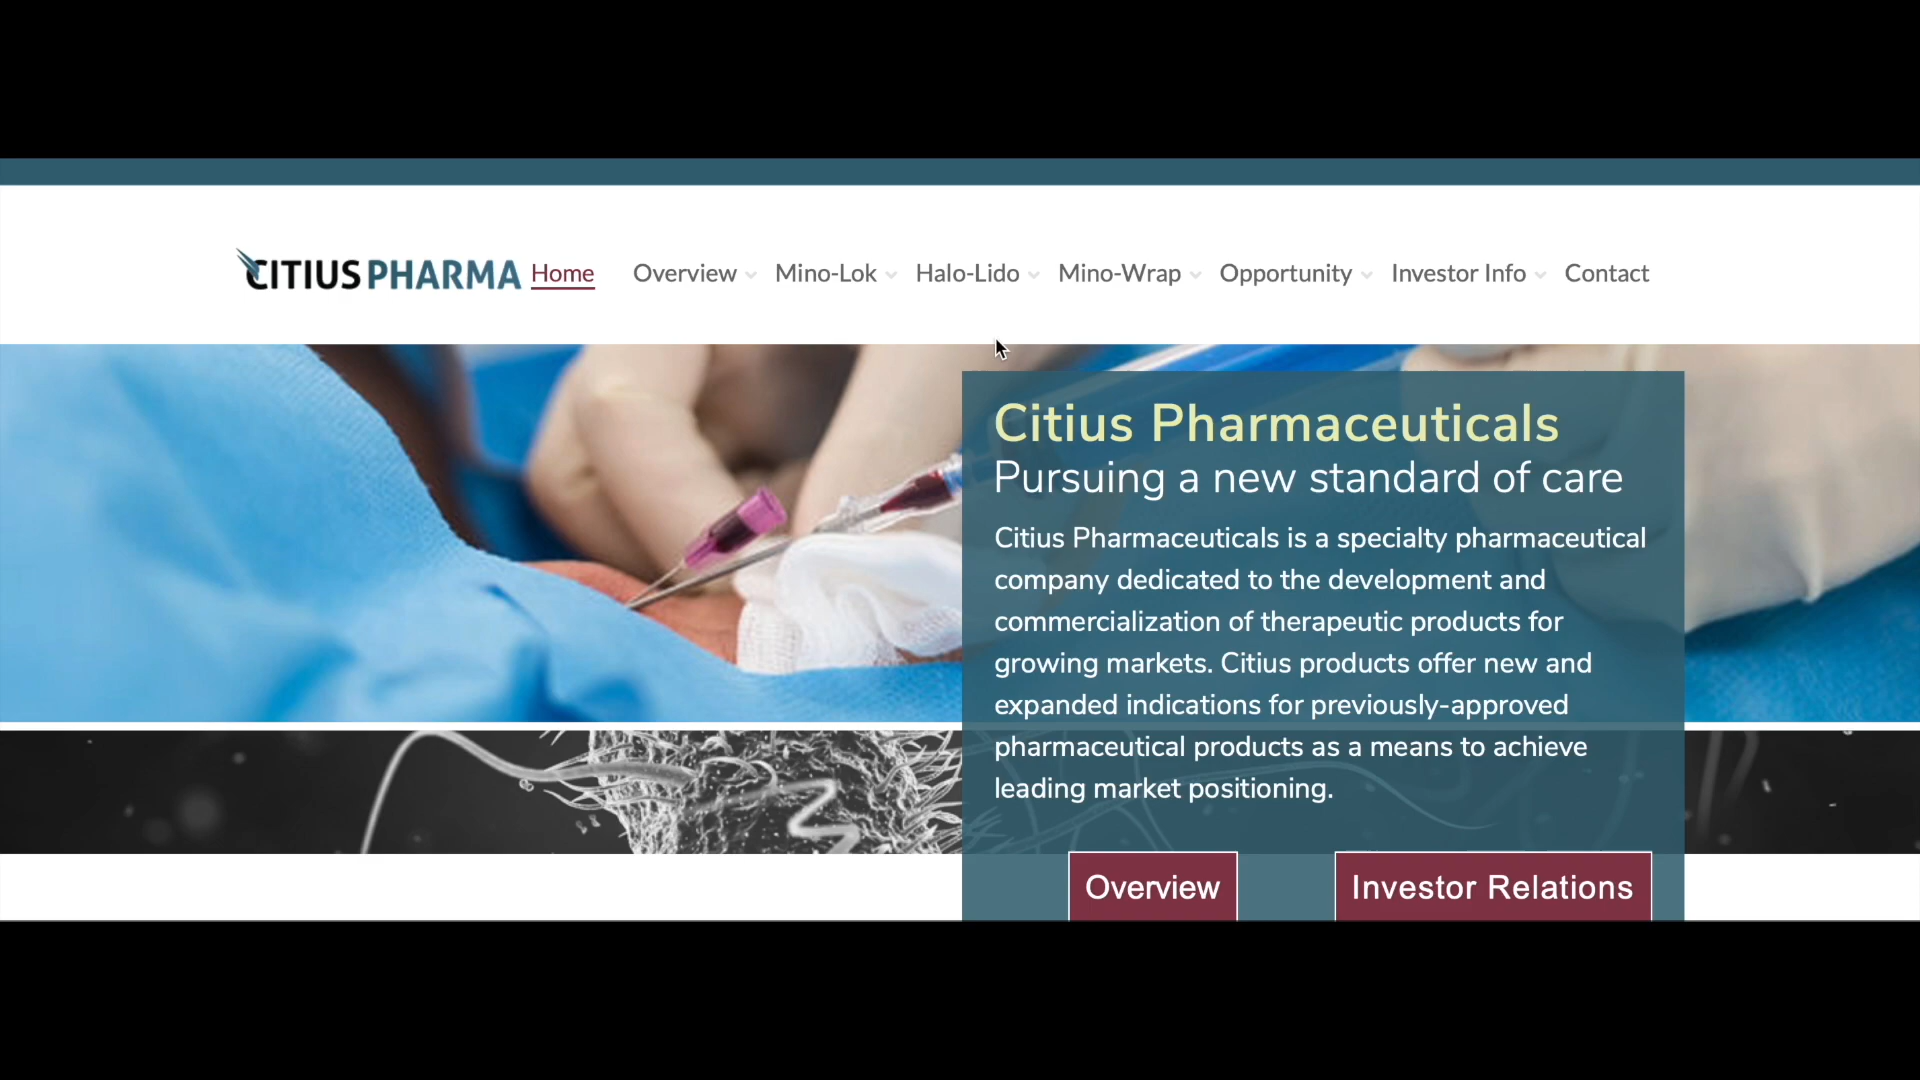 CITIUS PHARMA
Home Overview Mino-Lok Halo-Lido Mino-Wrap Opportunity Investor Info Contact
Citius Pharmaceuticals
Pursuing a new standard of care
Citius Pharmaceuticals is a specialty pharmaceutical
company dedicated to the development and
commercialization of therapeutic products for
growing markets. Citius products offer new and
expanded indications for previously-approved
pharmaceutical products as a means to achieve
leading market positioning.
Overview Investor Relations